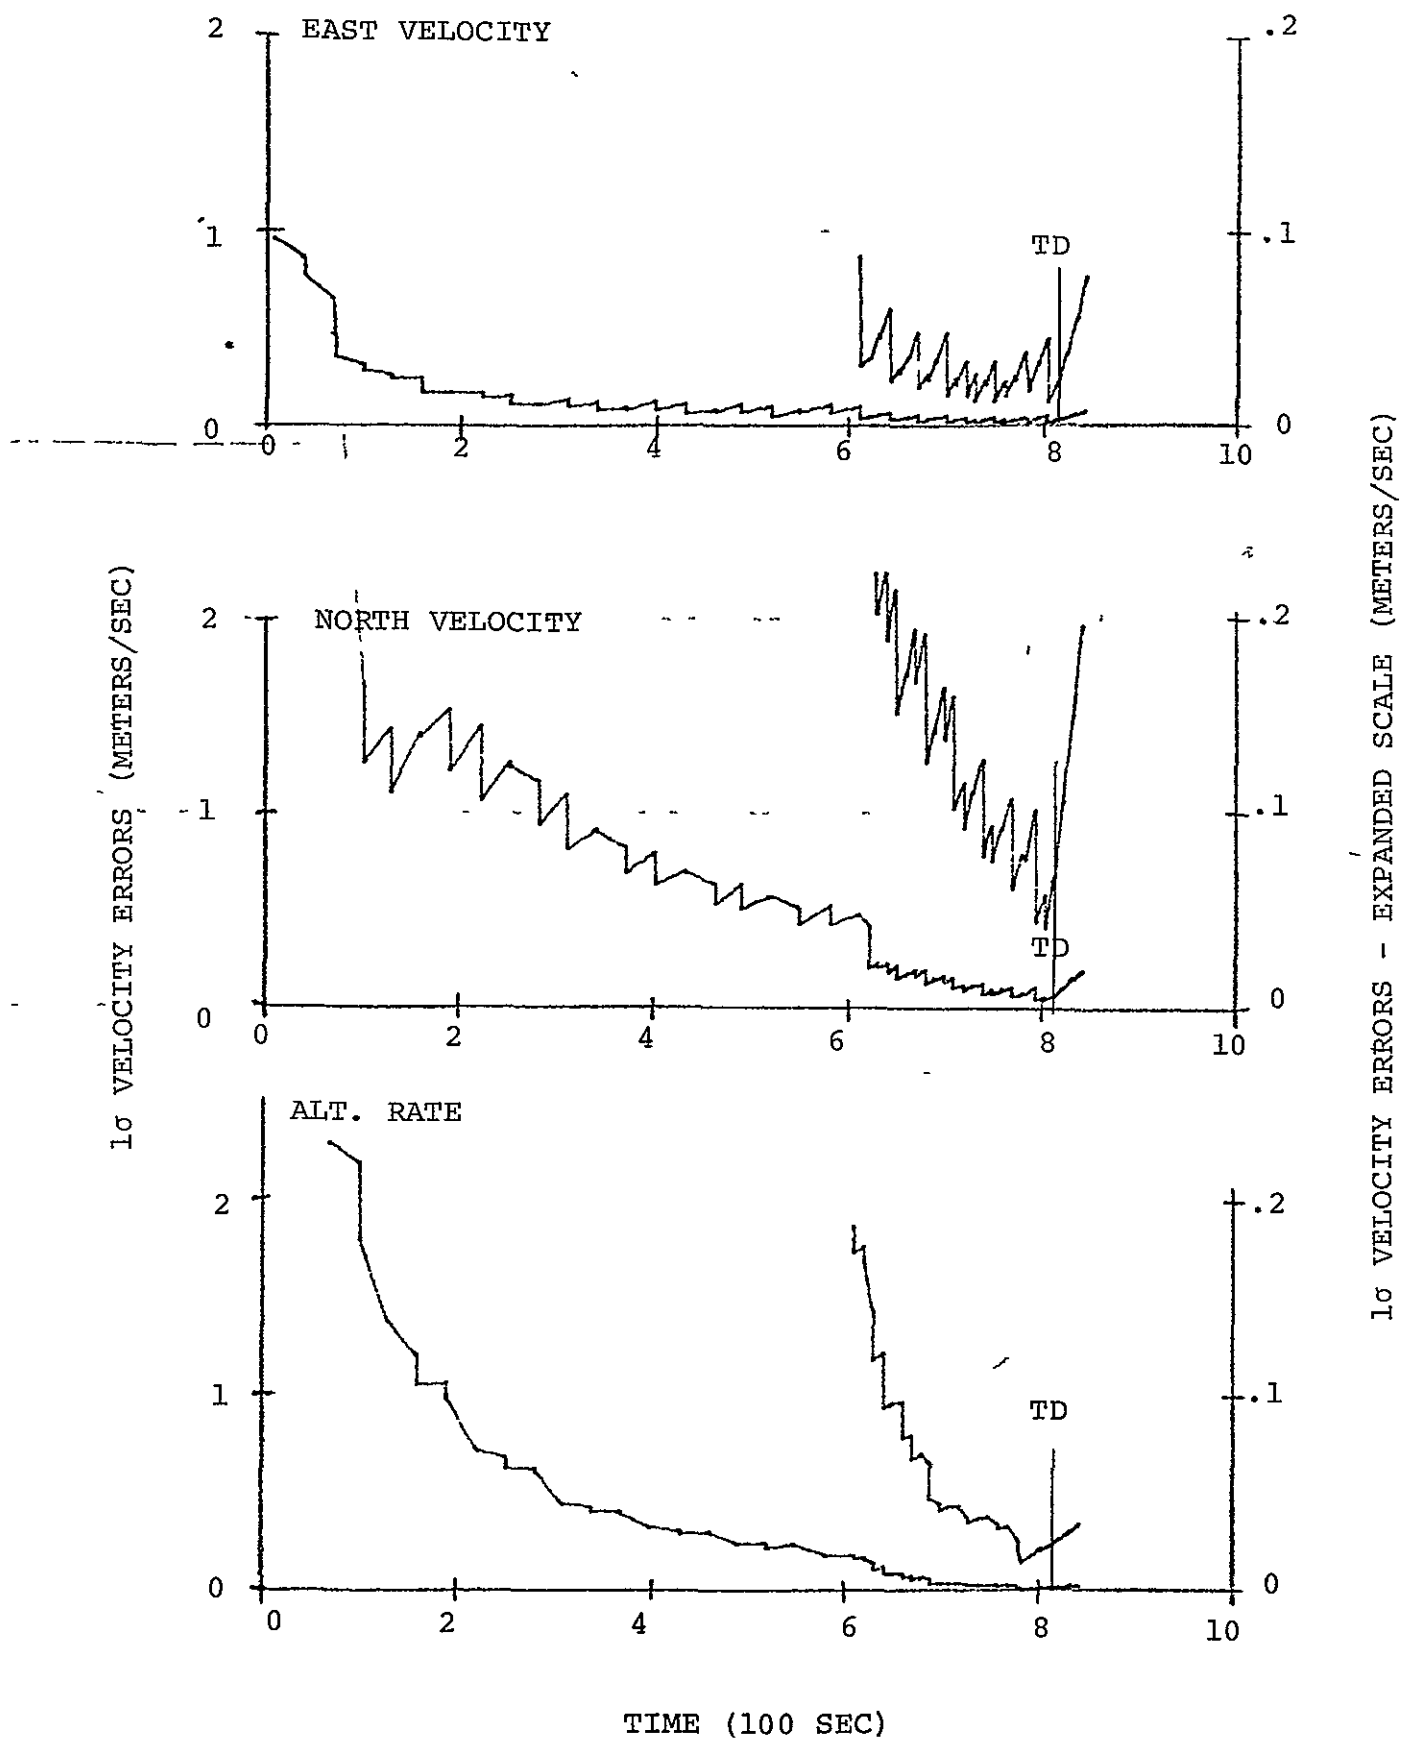 EAST VELOCITY
2
.2
1
.1
TD
0
0
0 2 4 6 8 10
NORTH VELOCITY
2
.2
1
.1
TD
0
0
0 2 4 6 8 10
ALT. RATE
2
.2
1
.1
TD
0
0
0 2 4 6 8 10
1σ VELOCITY ERRORS (METERS/SEC)
1σ VELOCITY ERRORS - EXPANDED SCALE (METERS/SEC)
TIME (100 SEC)